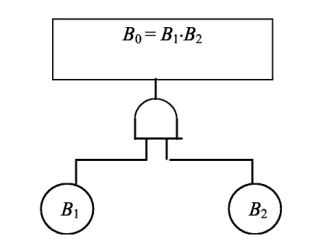 B₀ = B₁·B₂
B₁
B₂